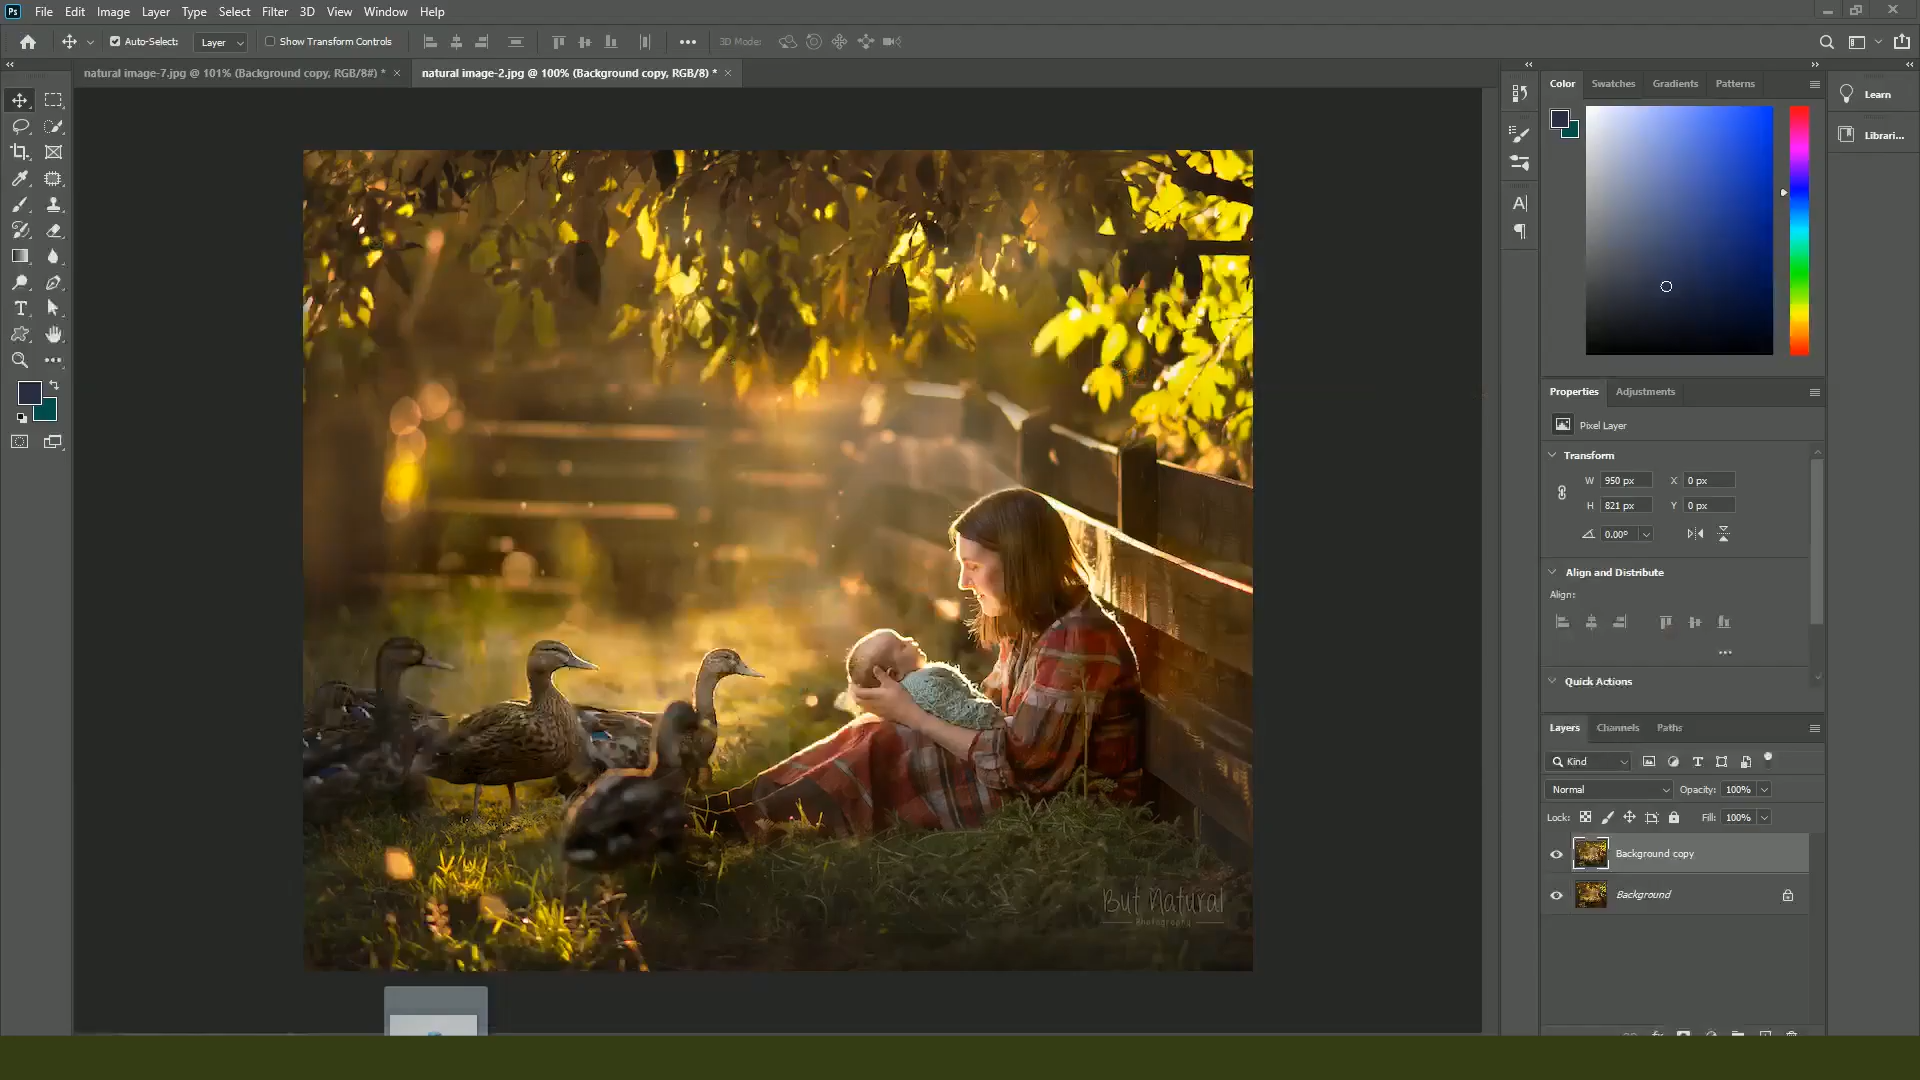 Ps File Edit Image Layer Type Select Filter 3D View Window Help
Auto-Select: Layer Show Transform Controls 3D Mode:
natural image-7.jpg @ 101% (Background copy, RGB/8#) * × natural image-2.jpg @ 100% (Background copy, RGB/8) * ×
Color Swatches Gradients Patterns
Learn
Librari...
Properties Adjustments
Pixel Layer
Transform
W 950 px X 0 px
H 821 px Y 0 px
0.00°
Align and Distribute
Align:
Quick Actions
Layers Channels Paths
Kind
Normal Opacity: 100%
Lock: Fill: 100%
Background copy
Background
But Natural
Photography